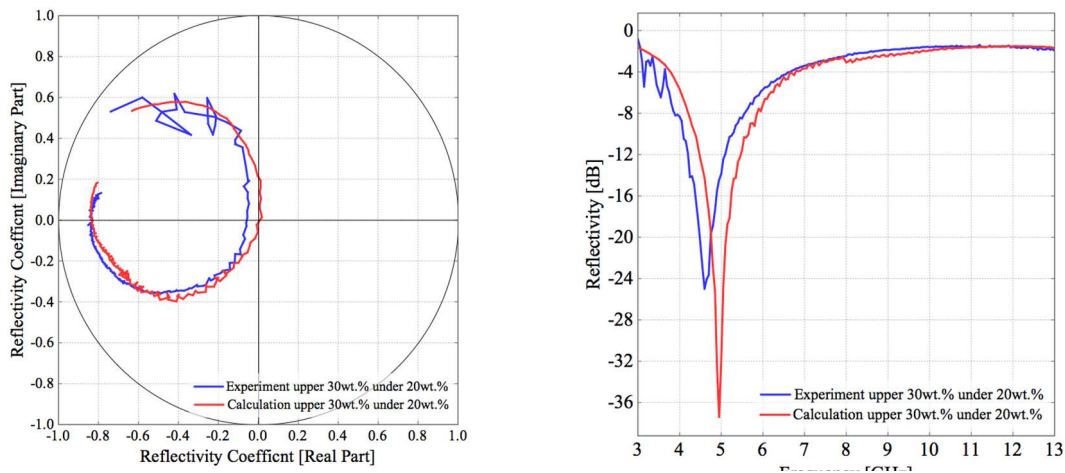 1.0
0.8
0.6
0.4
0.2
0.0
-0.2
-0.4
-0.6
-0.8
-1.0
Reflectivity Coefficnt [Imaginary Part]
Experiment upper 30wt.% under 20wt.%
Calculation upper 30wt.% under 20wt.%
-1.0 -0.8 -0.6 -0.4 -0.2 0.0 0.2 0.4 0.6 0.8 1.0
Reflectivity Coefficnt [Real Part]
0
-4
-8
-12
-16
-20
-24
-28
-32
-36
Reflectivity [dB]
Experiment upper 30wt.% under 20wt.%
Calculation upper 30wt.% under 20wt.%
3 4 5 6 7 8 9 10 11 12 13